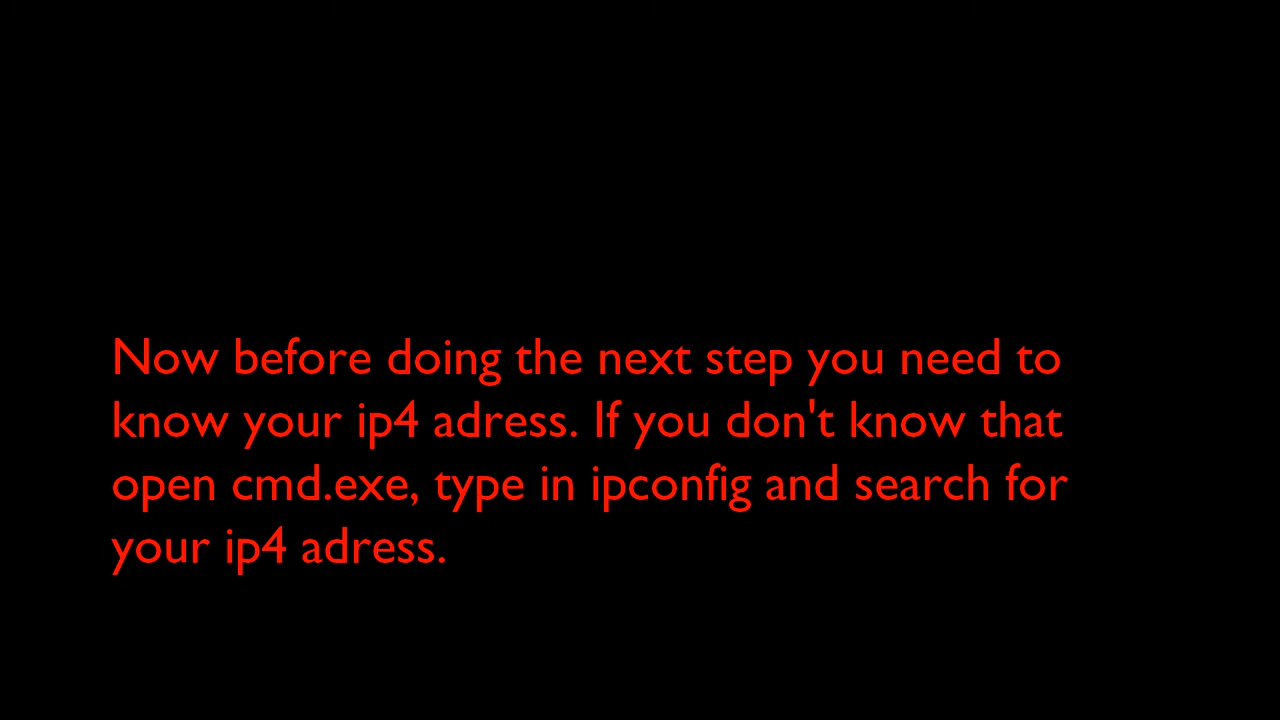 Now before doing the next step you need to
know your ip4 adress. If you don't know that
open cmd.exe, type in ipconfig and search for
your ip4 adress.